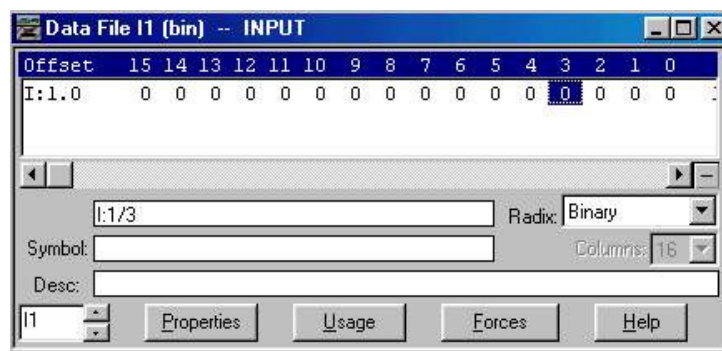 Data File I1 (bin) -- INPUT
Offset 15 14 13 12 11 10 9 8 7 6 5 4 3 2 1 0
I:1.0 0 0 0 0 0 0 0 0 0 0 0 0 0 0 0 0
I:1/3 Radix: Binary
Symbol: Columns: 16
Desc:
I1 Properties Usage Forces Help